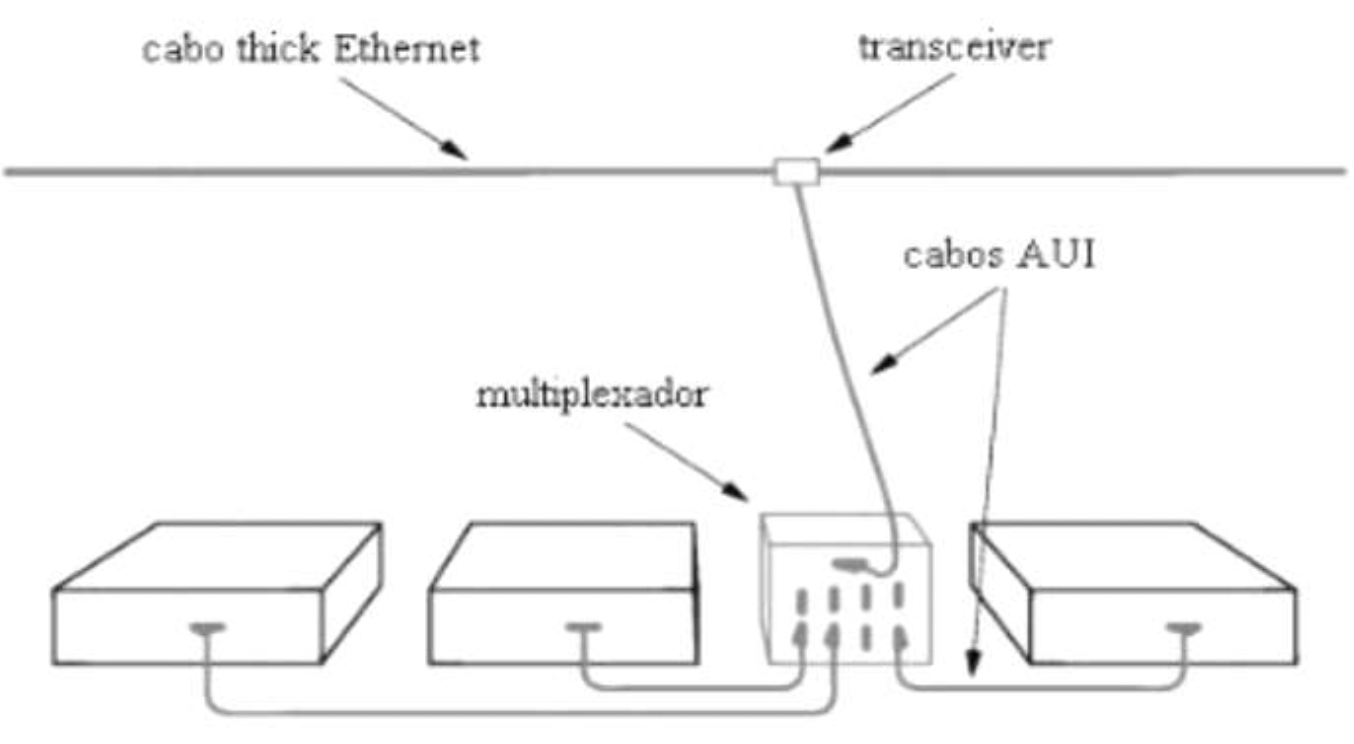 cabo thick Ethernet
transceiver
cabos AUI
multiplexador